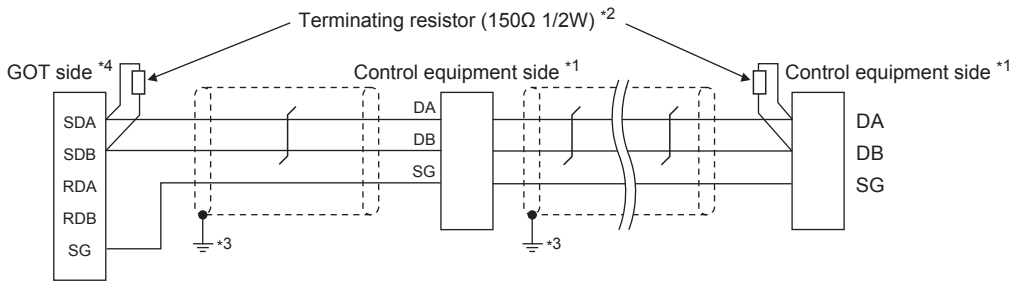 Terminating resistor (150Ω 1/2W) *2
GOT side *4
Control equipment side *1
Control equipment side *1
SDA
SDB
RDA
RDB
SG
DA
DB
SG
DA
DB
SG
*3
*3